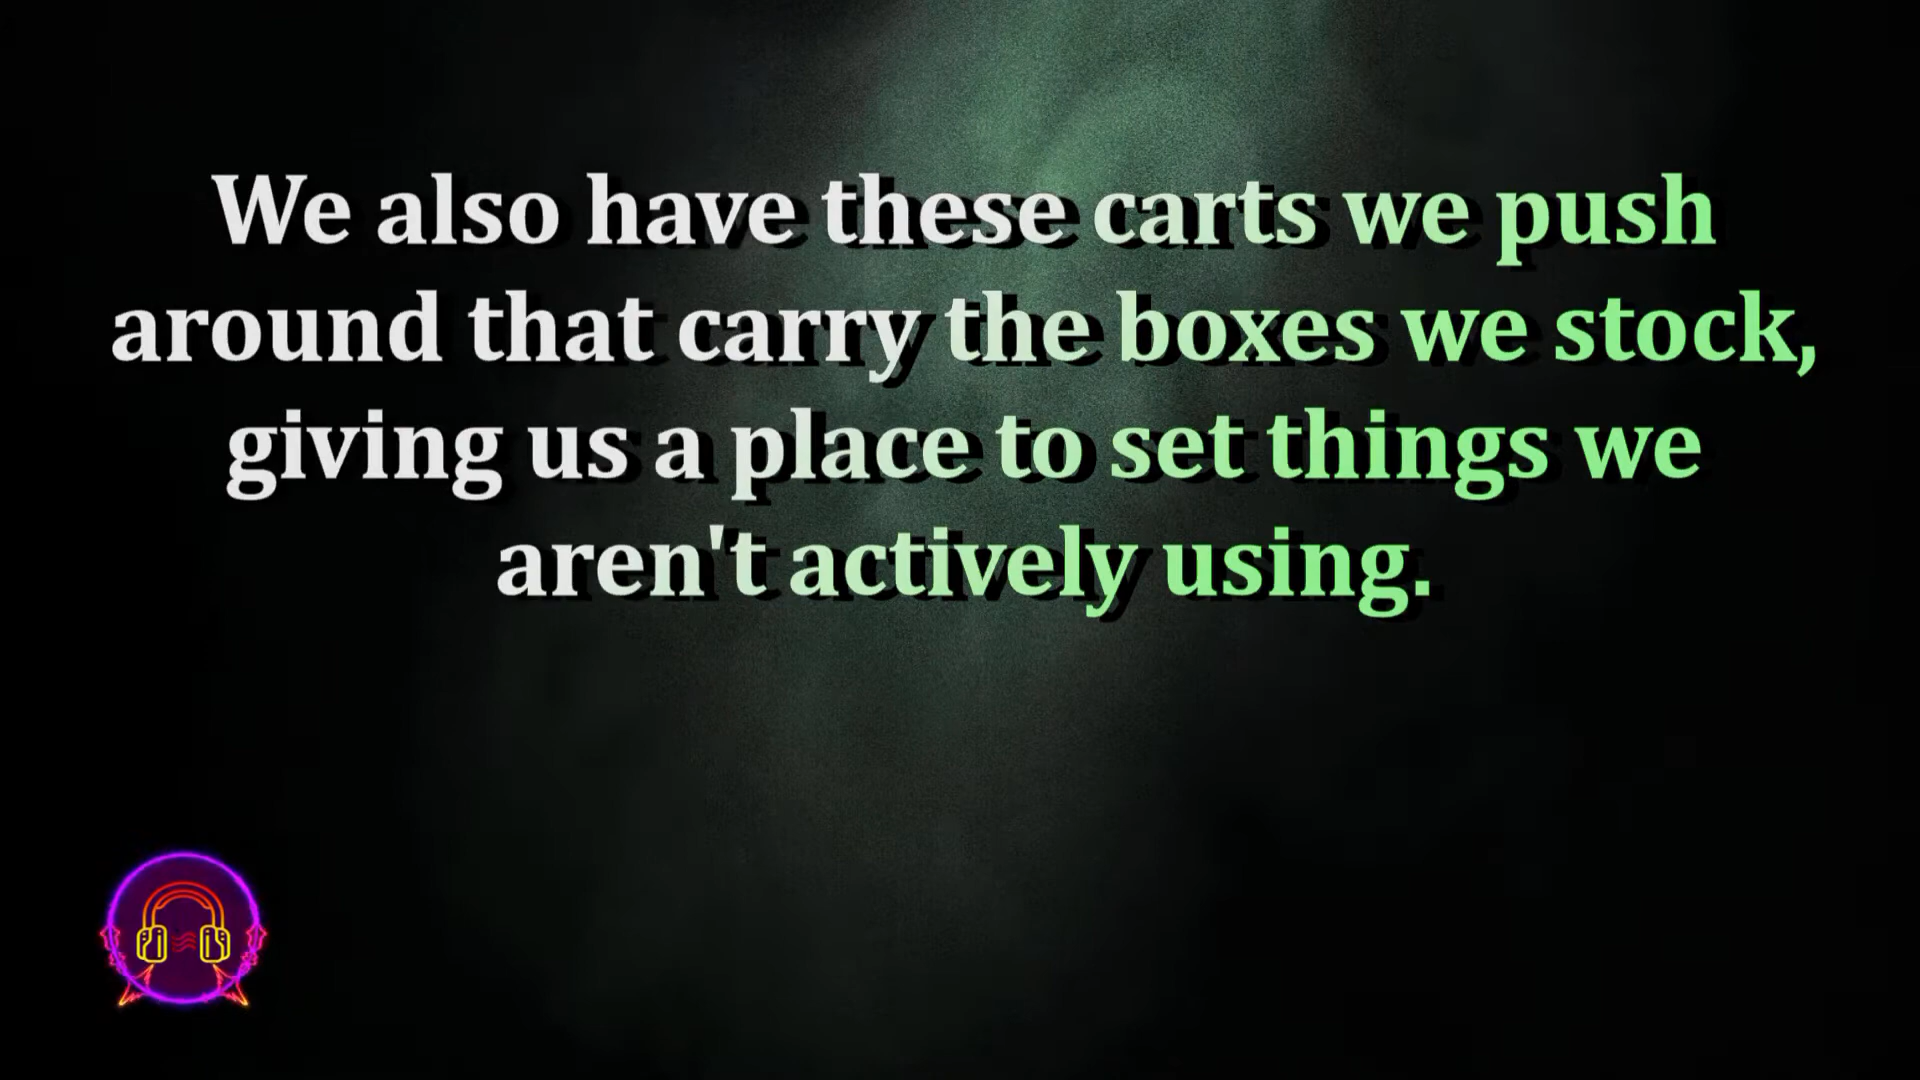 We also have these carts we push
around that carry the boxes we stock,
giving us a place to set things we
aren't actively using.